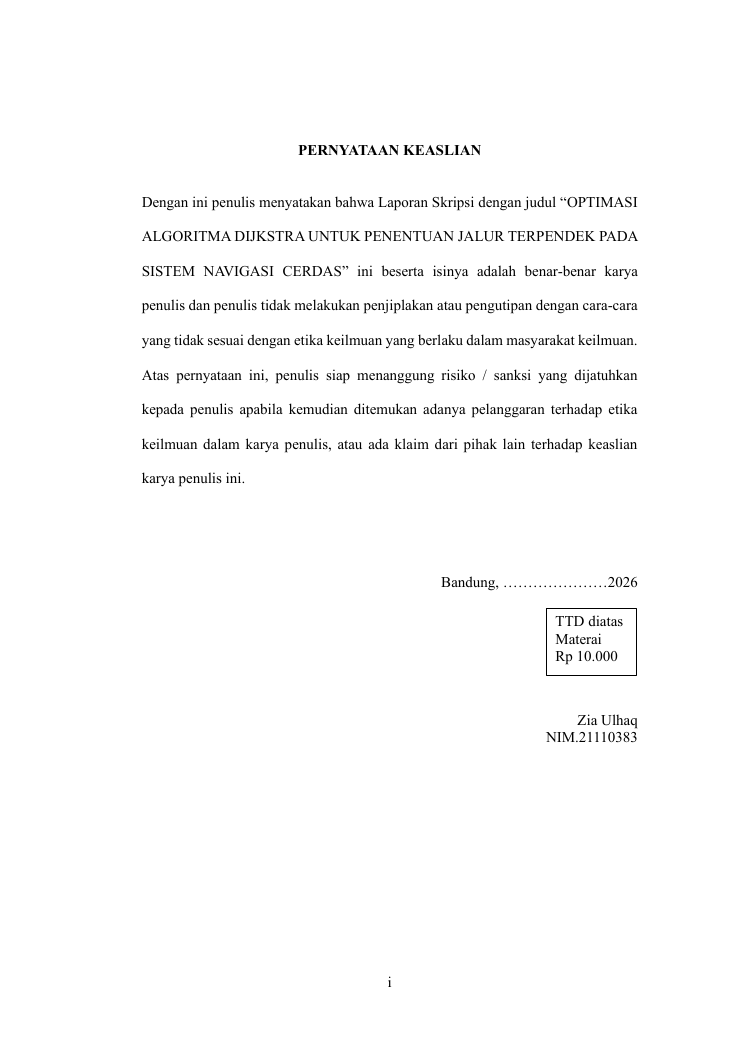 PERNYATAAN KEASLIAN
Dengan ini penulis menyatakan bahwa Laporan Skripsi dengan judul “OPTIMASI
ALGORITMA DIJKSTRA UNTUK PENENTUAN JALUR TERPENDEK PADA
SISTEM NAVIGASI CERDAS” ini beserta isinya adalah benar-benar karya
penulis dan penulis tidak melakukan penjiplakan atau pengutipan dengan cara-cara
yang tidak sesuai dengan etika keilmuan yang berlaku dalam masyarakat keilmuan.
Atas pernyataan ini, penulis siap menanggung risiko / sanksi yang dijatuhkan
kepada penulis apabila kemudian ditemukan adanya pelanggaran terhadap etika
keilmuan dalam karya penulis, atau ada klaim dari pihak lain terhadap keaslian
karya penulis ini.
Bandung, …………………2026
TTD diatas
Materai
Rp 10.000
Zia Ulhaq
NIM.21110383
i